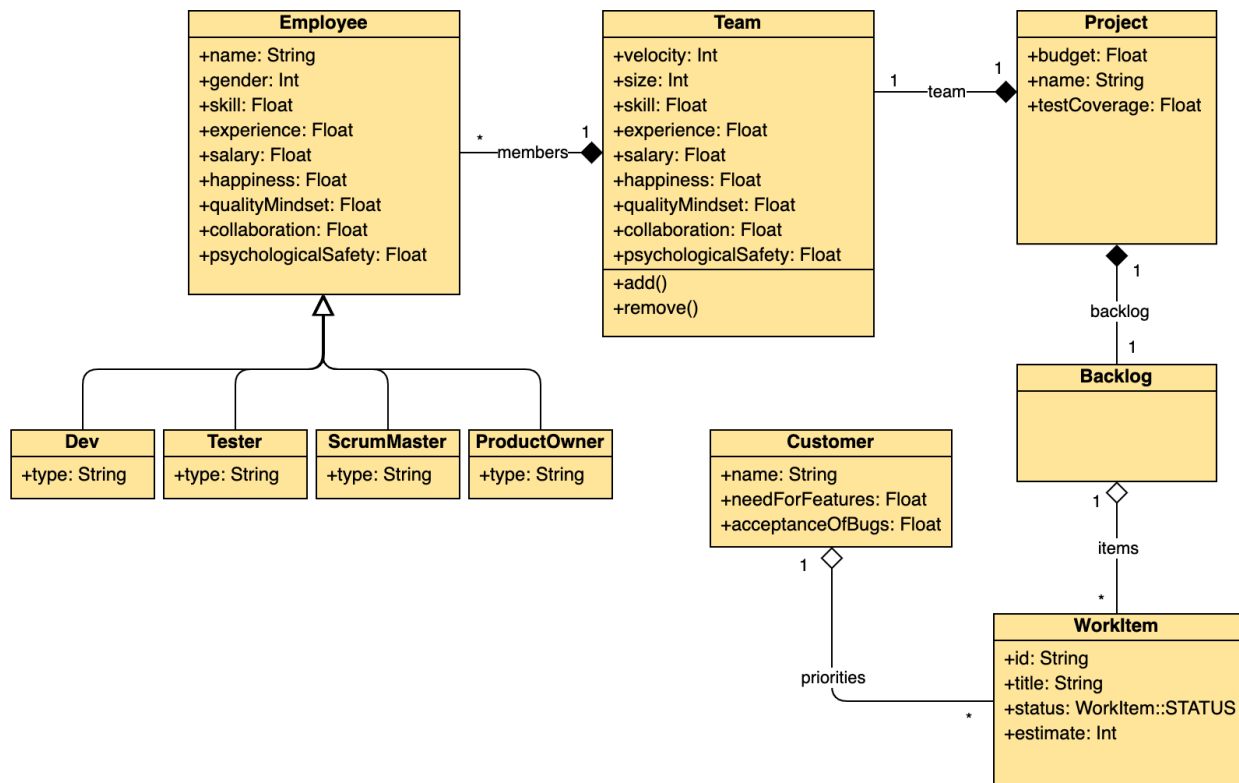 Employee
+name: String
+gender: Int
+skill: Float
+experience: Float
+salary: Float
+happiness: Float
+qualityMindset: Float
+collaboration: Float
+psychologicalSafety: Float
*
members
1
Team
+velocity: Int
+size: Int
+skill: Float
+experience: Float
+salary: Float
+happiness: Float
+qualityMindset: Float
+collaboration: Float
+psychologicalSafety: Float
+add()
+remove()
1
team
1
Project
+budget: Float
+name: String
+testCoverage: Float
1
backlog
1
Backlog
Dev
+type: String
Tester
+type: String
ScrumMaster
+type: String
ProductOwner
+type: String
Customer
+name: String
+needForFeatures: Float
+acceptanceOfBugs: Float
1
priorities
*
1
items
*
WorkItem
+id: String
+title: String
+status: WorkItem::STATUS
+estimate: Int